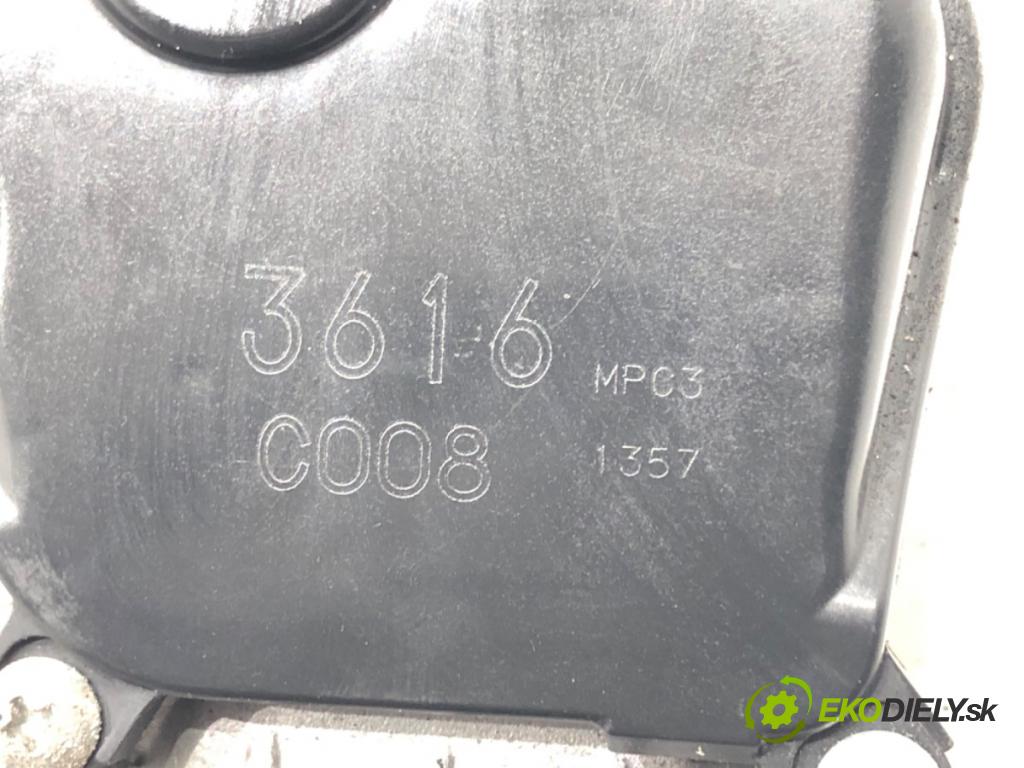 3616
MPC3
C008
1357
EKODIELY.sk